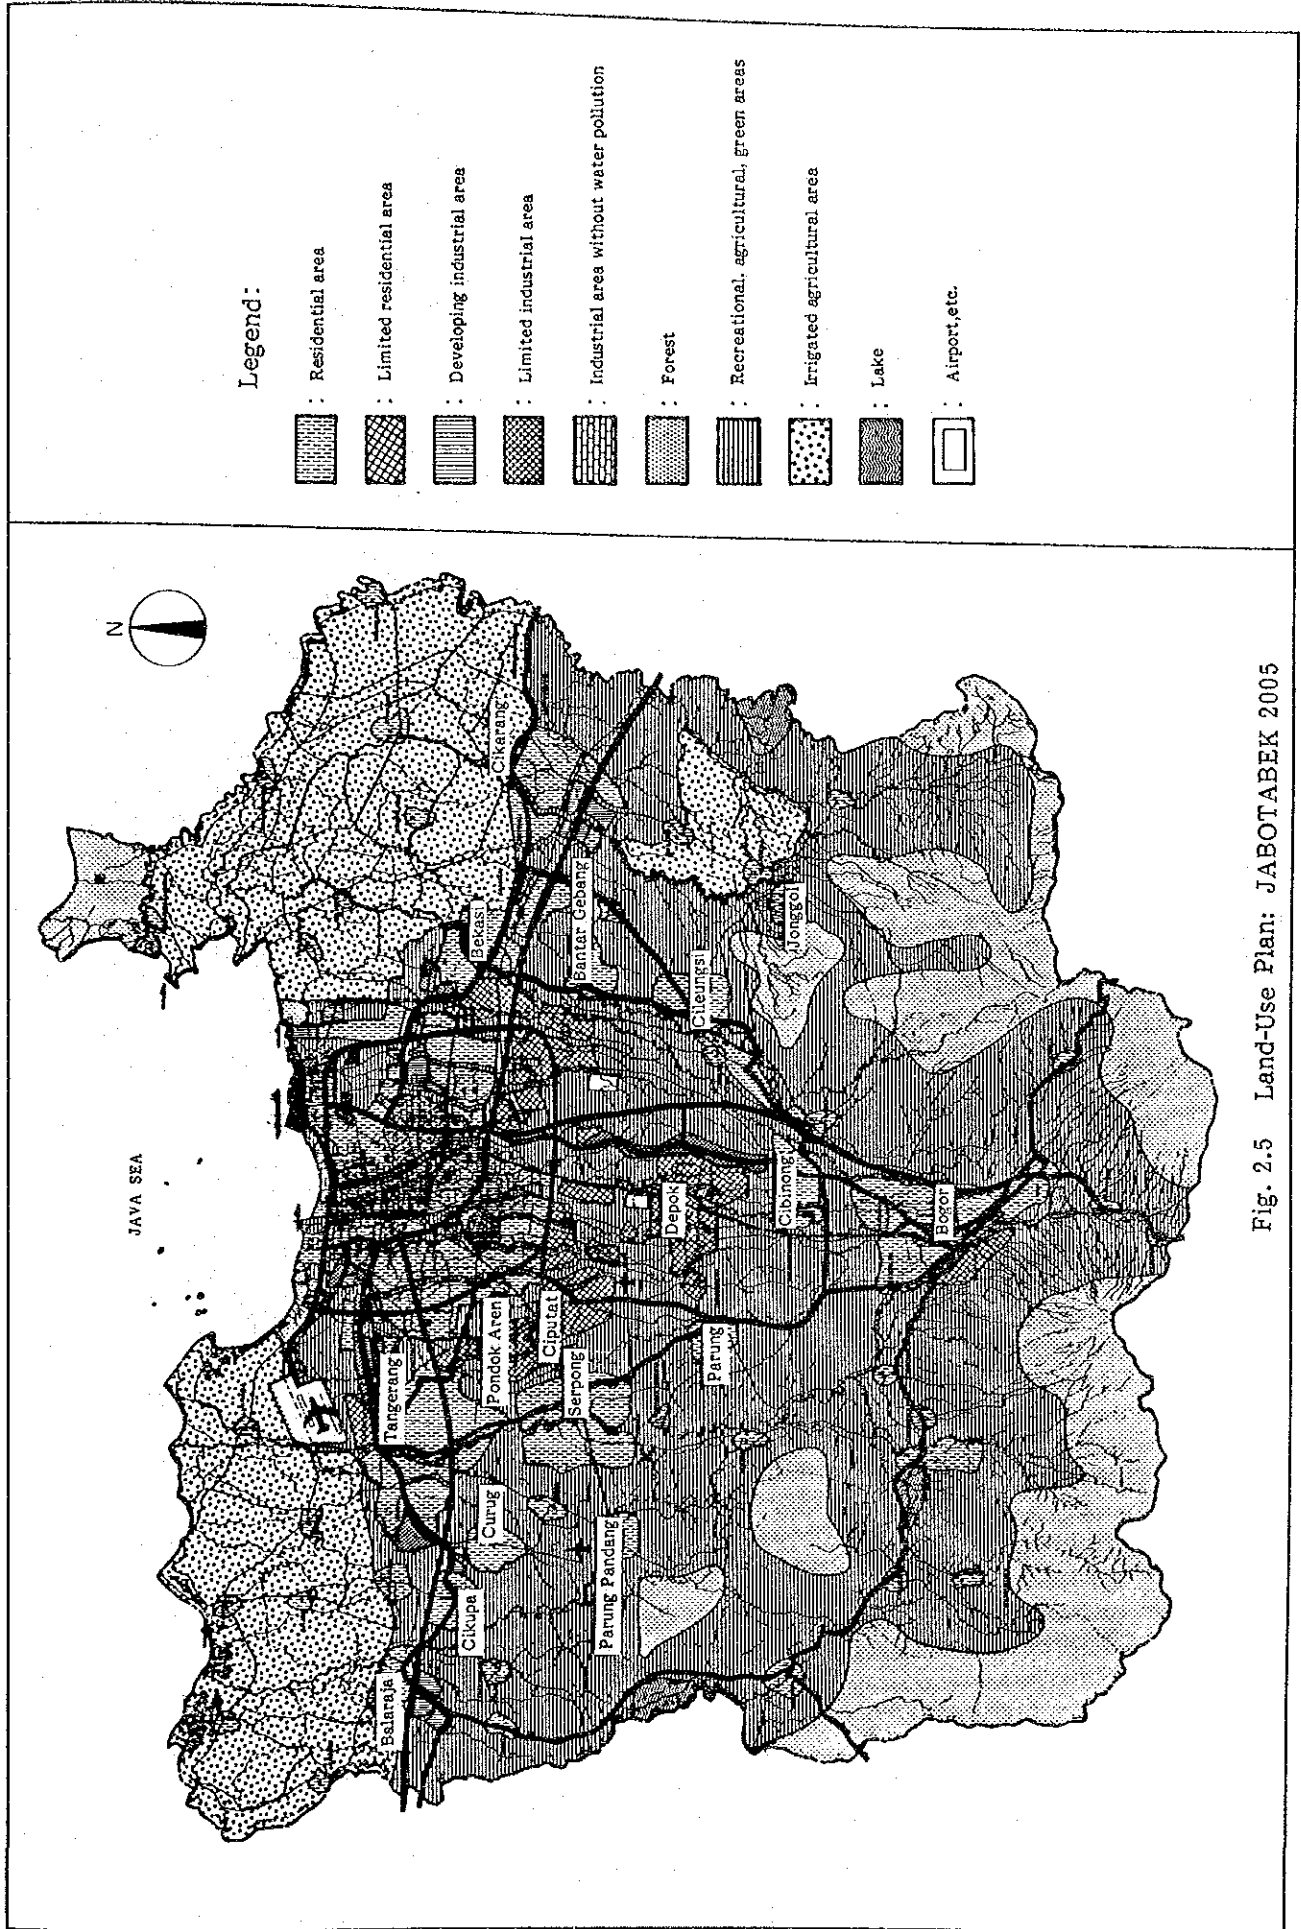 N
JAVA SEA
Balaraja
Cikupa
Curug
Tangerang
Parung Pandang
Serpong
Pondok Aren
Ciputat
Parung
Depok
Cibinong
Bogor
Bekasi
Bantar Gebang
Cikarang
Cileungsi
Jonggol
Legend:
: Residential area
: Limited residential area
: Developing industrial area
: Limited industrial area
: Industrial area without water pollution
: Forest
: Recreational, agricultural, green areas
: Irrigated agricultural area
: Lake
: Airport,etc.
Fig. 2.5 Land-Use Plan: JABOTABEK 2005